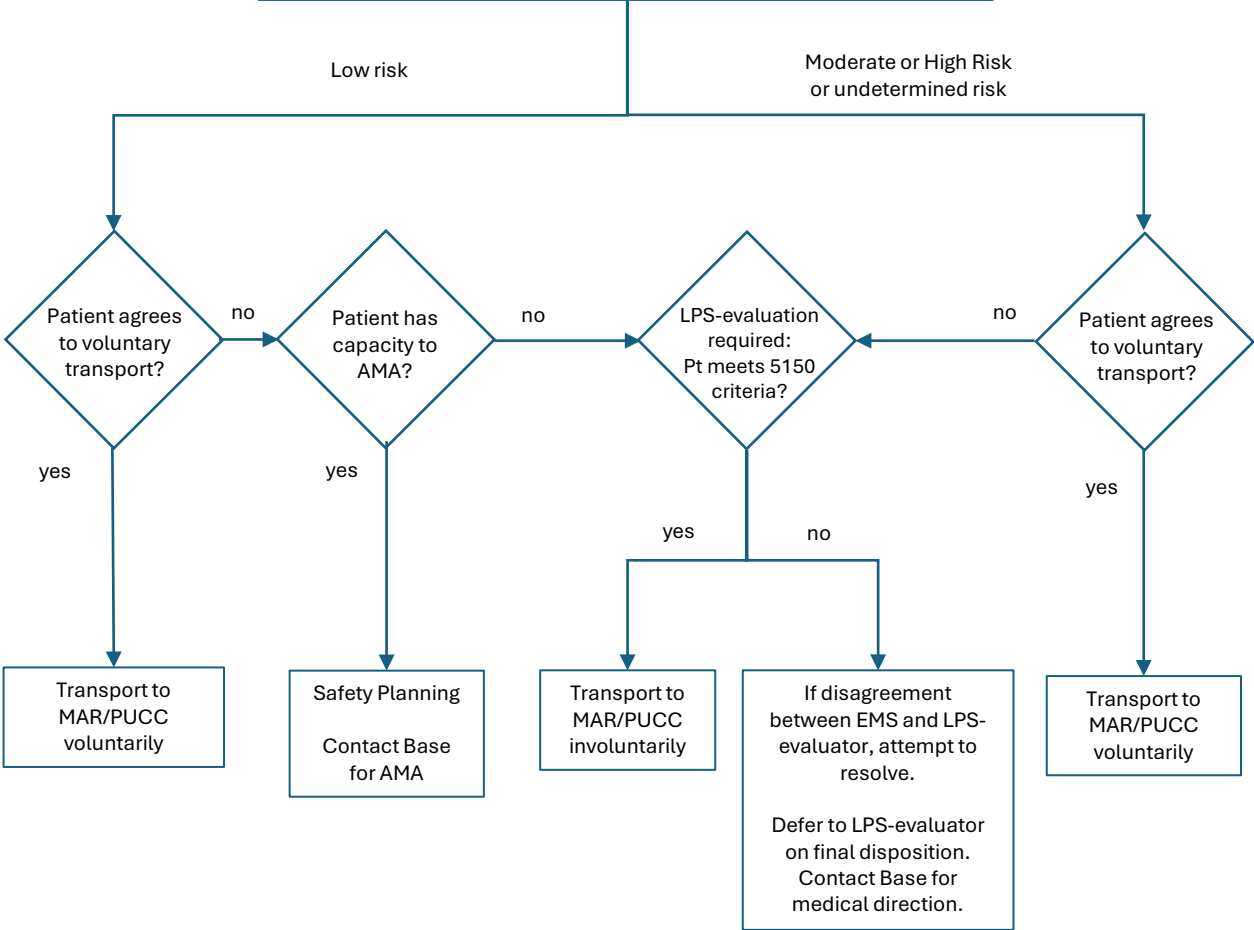 Low risk
Moderate or High Risk
or undetermined risk
Patient agrees
to voluntary
transport?
no
Patient has
capacity to
AMA?
no
LPS-evaluation
required:
Pt meets 5150
criteria?
no
Patient agrees
to voluntary
transport?
yes
yes
yes
no
yes
Transport to
MAR/PUCC
voluntarily
Safety Planning
Contact Base
for AMA
Transport to
MAR/PUCC
involuntarily
If disagreement
between EMS and LPS-
evaluator, attempt to
resolve.
Defer to LPS-evaluator
on final disposition.
Contact Base for
medical direction.
Transport to
MAR/PUCC
voluntarily